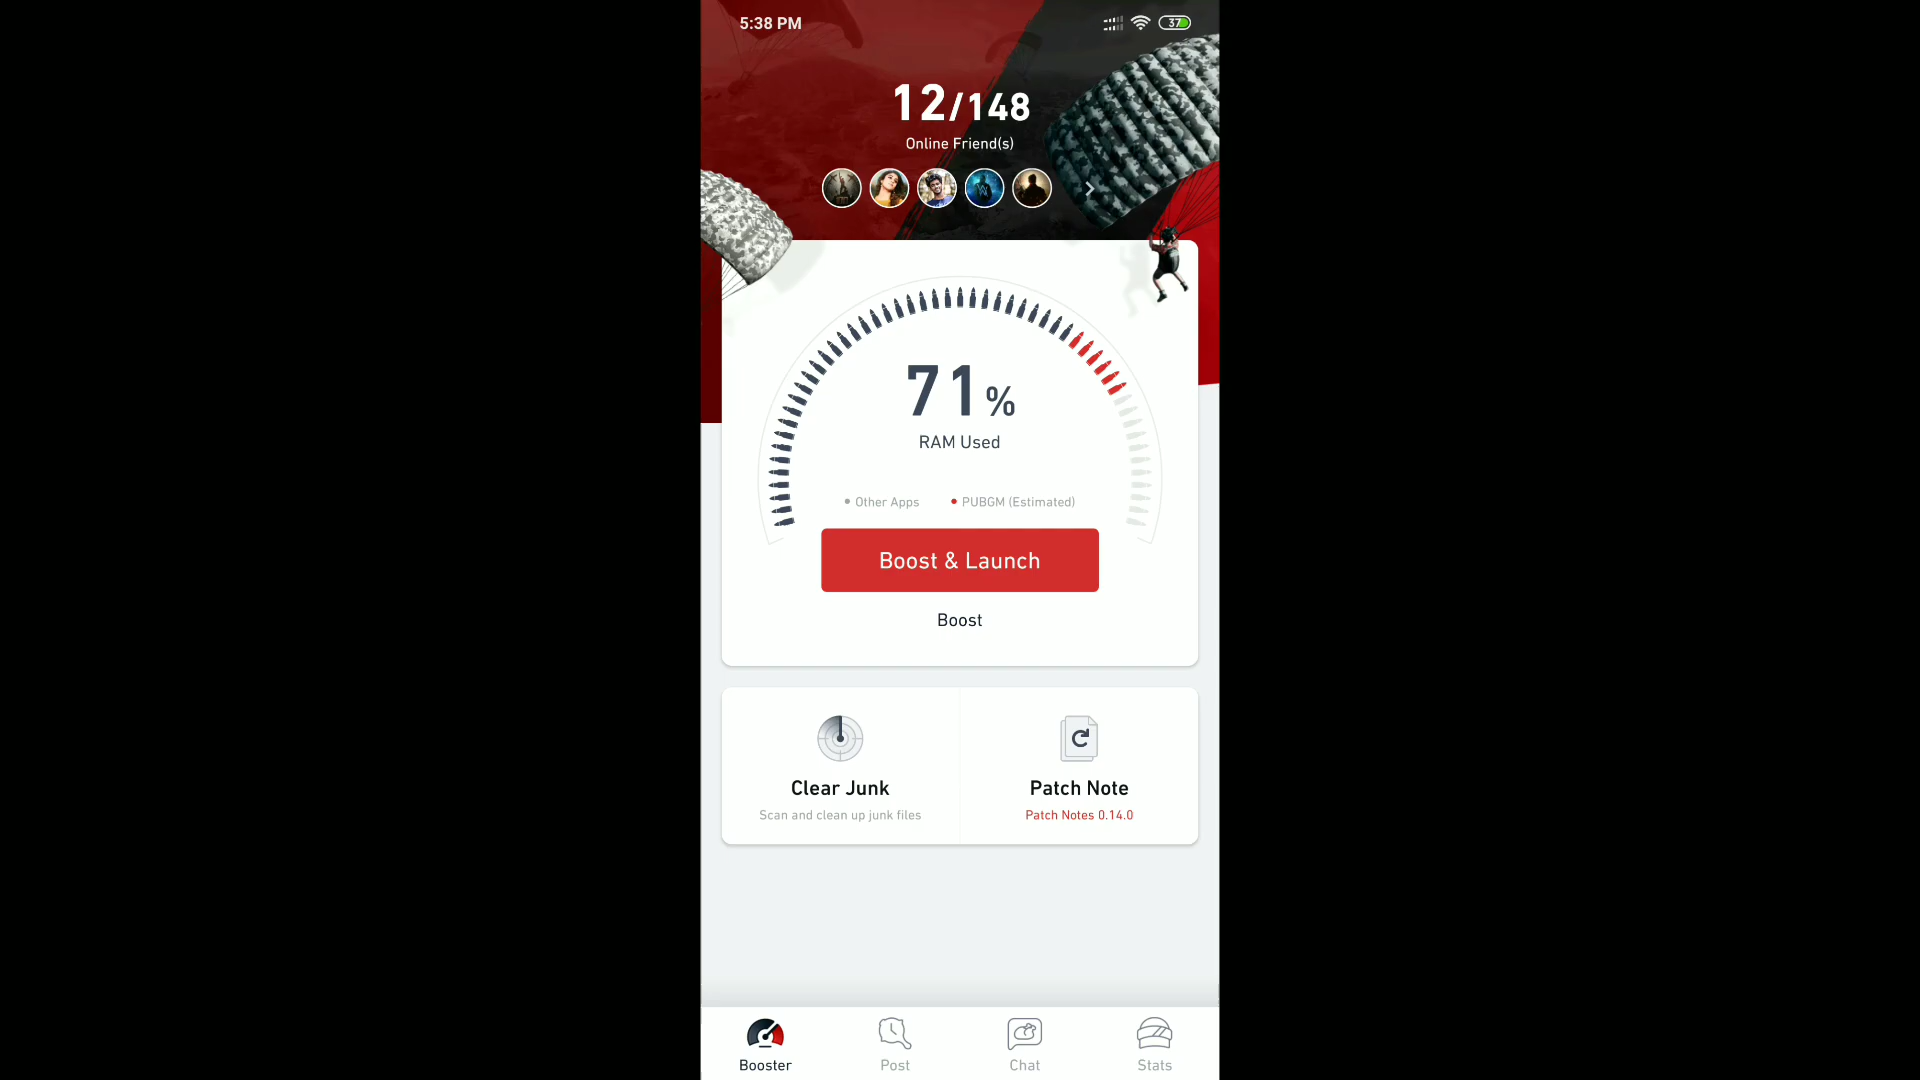 5:38 PM
37
12/148
Online Friend(s)
71%
RAM Used
Other Apps
PUBGM (Estimated)
Boost & Launch
Boost
Clear Junk
Scan and clean up junk files
Patch Note
Patch Notes 0.14.0
Booster
Post
Chat
Stats